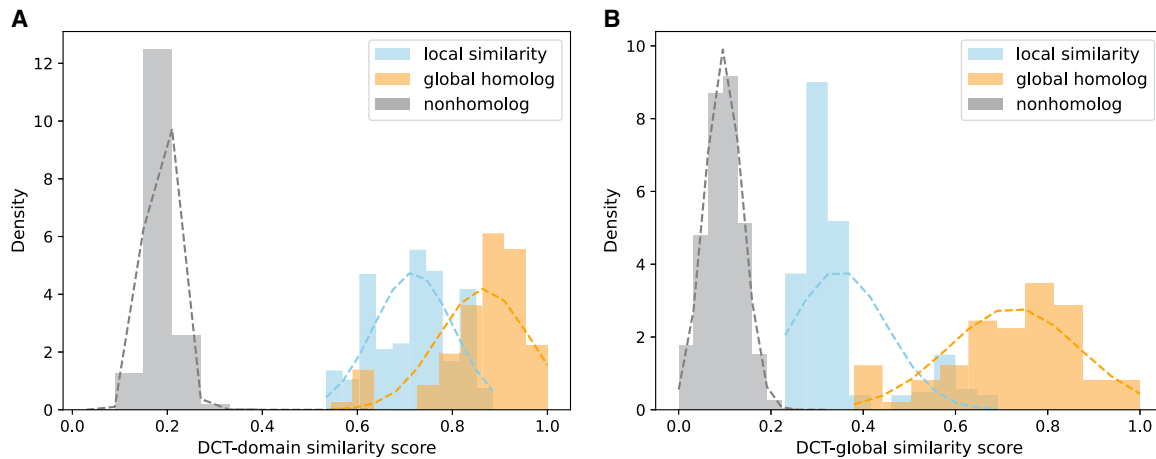 A
local similarity
global homolog
nonhomolog
12
10
8
6
4
2
0
Density
0.0 0.2 0.4 0.6 0.8 1.0
DCT-domain similarity score
B
local similarity
global homolog
nonhomolog
10
8
6
4
2
0
Density
0.0 0.2 0.4 0.6 0.8 1.0
DCT-global similarity score